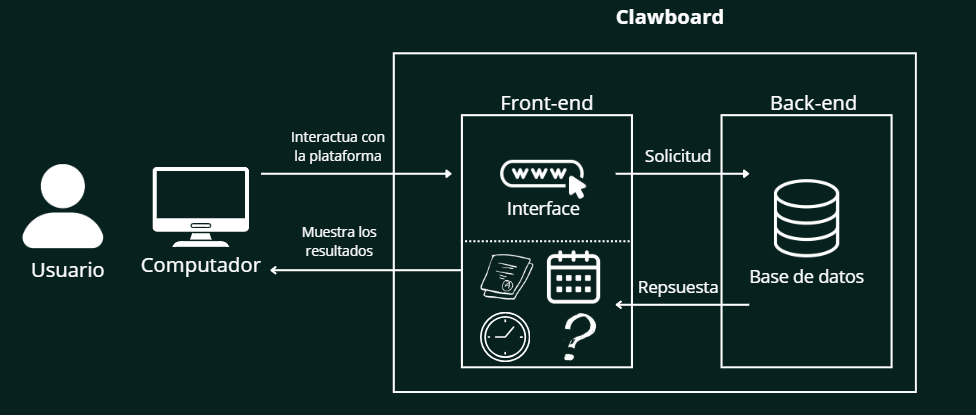 Clawboard
Front-end
Back-end
Interactua con
la plataforma
WWW
Solicitud
Interface
Muestra los
resultados
Usuario
Computador
Repsuesta
Base de datos